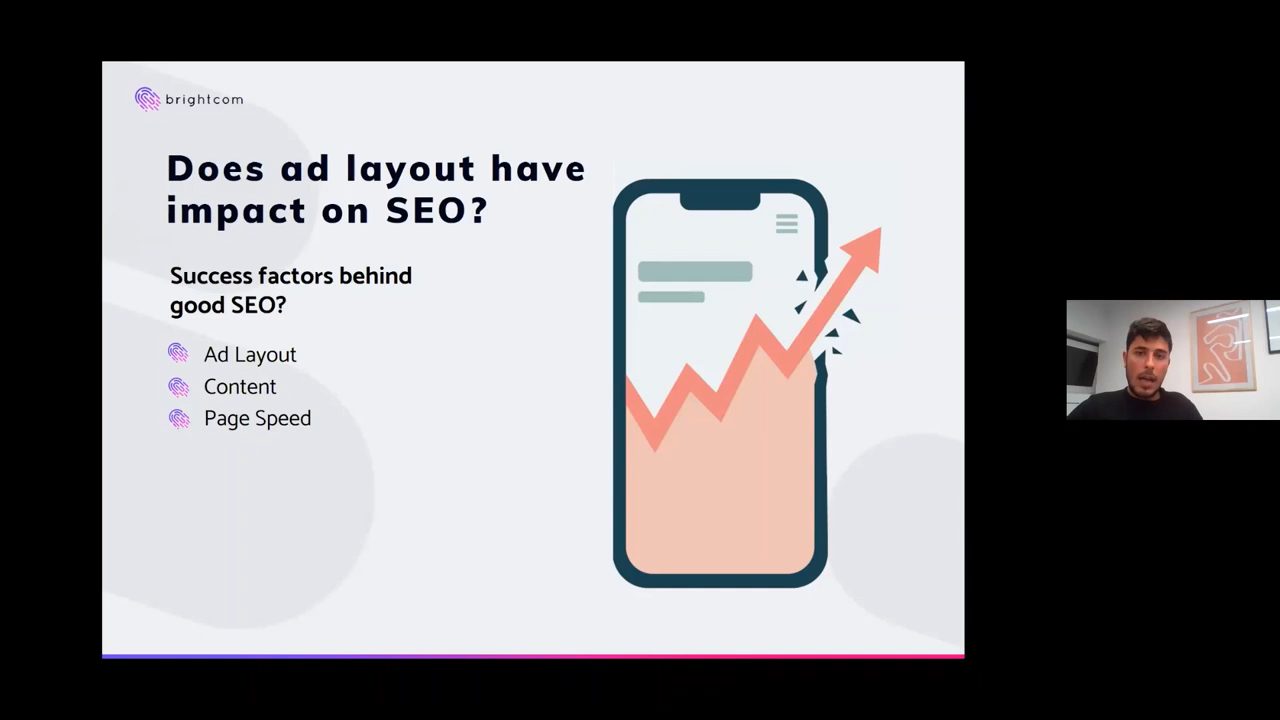 brightcom
Does ad layout have
impact on SEO?
Success factors behind
good SEO?
Ad Layout
Content
Page Speed